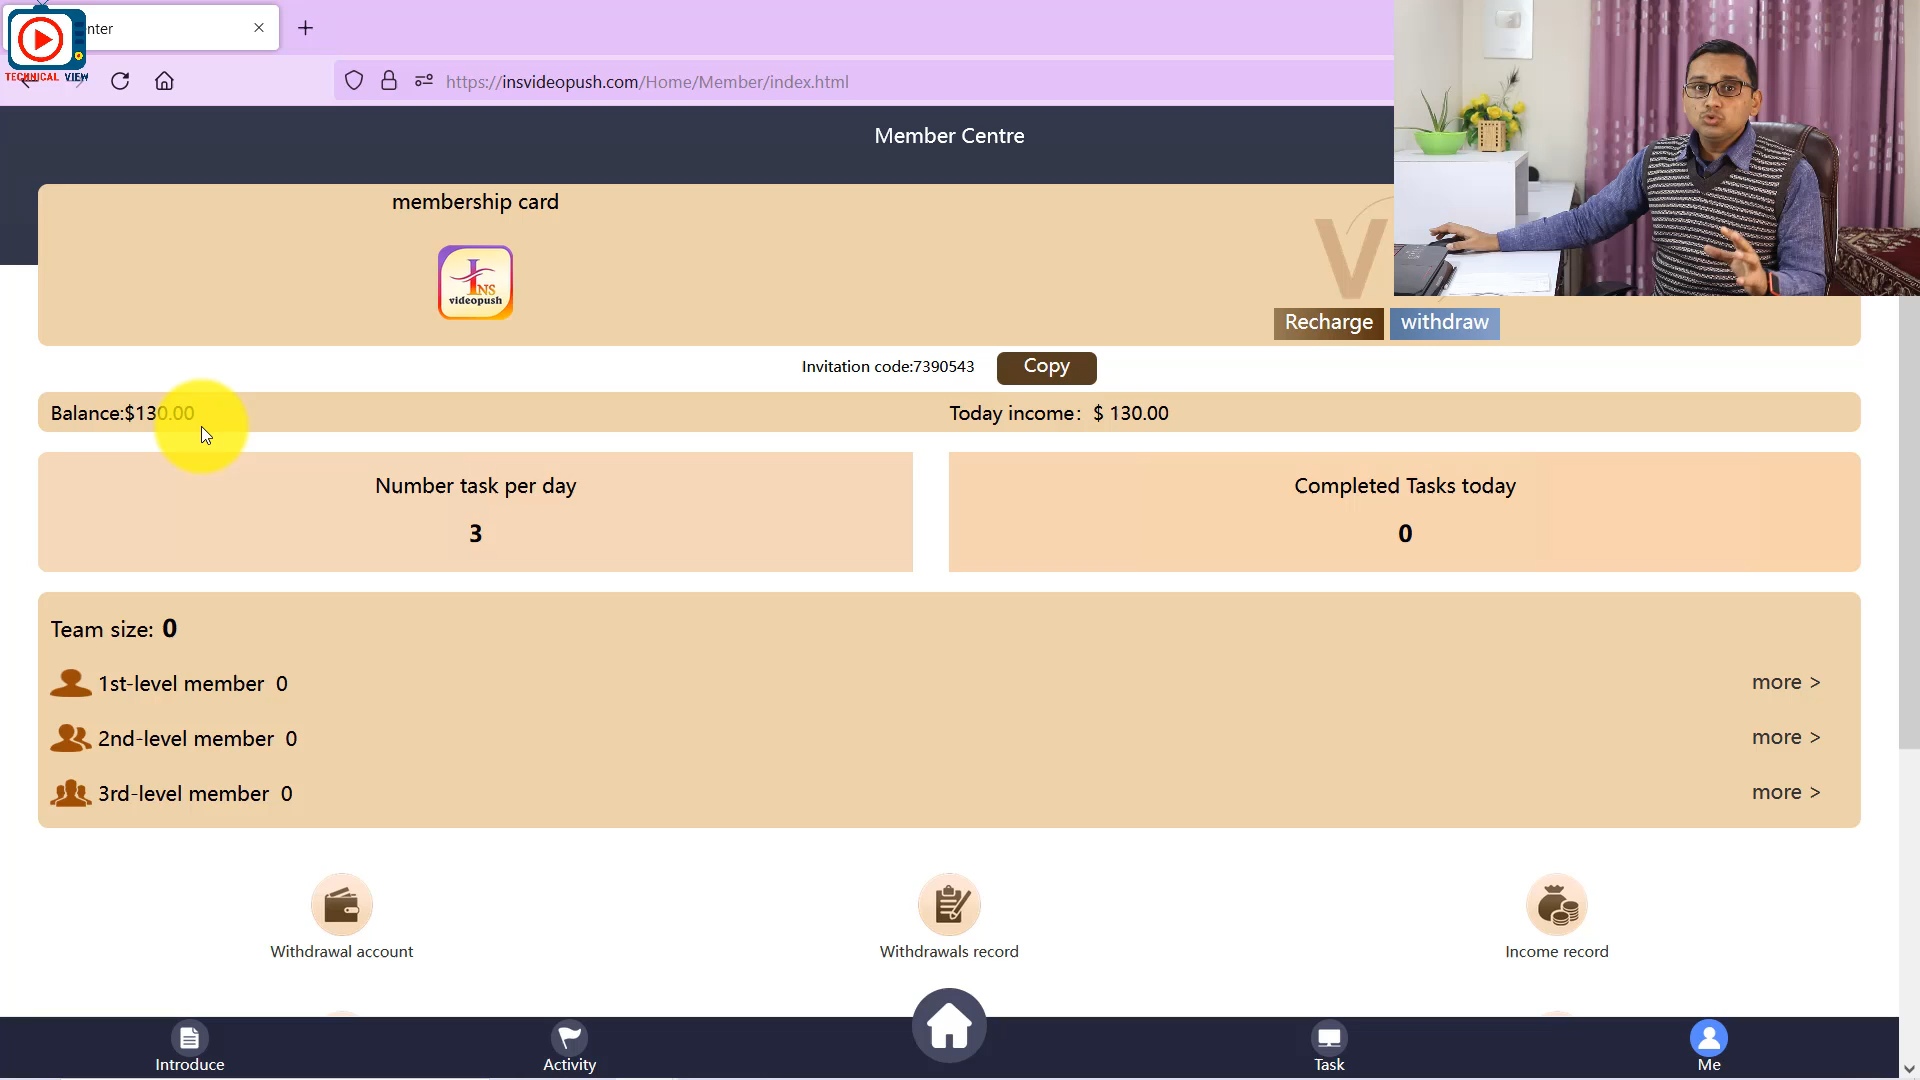 nter
TECHNICAL VIEW
https://insvideopush.com/Home/Member/index.html
Member Centre
membership card
INS
videopush
V
Recharge
withdraw
Invitation code:7390543
Copy
Balance:$130.00
Today income: $ 130.00
Number task per day
3
Completed Tasks today
0
Team size: 0
1st-level member 0
more >
2nd-level member 0
more >
3rd-level member 0
more >
Withdrawal account
Withdrawals record
Income record
Introduce
Activity
Task
Me